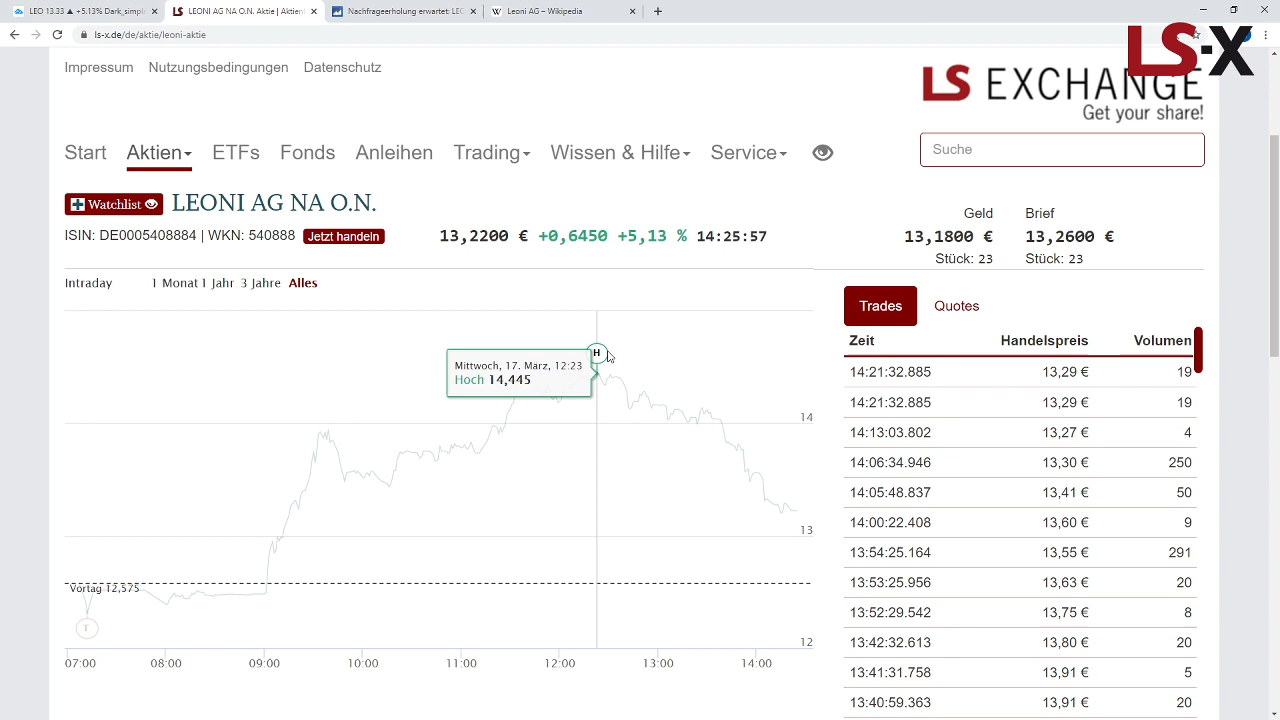 LEO 13.33 ▲ +5.13% Dark_simple
LEONI AG NA O.N. Aktie | Aktien
Nachfrageerholung erwartet: LEO
W Leoni AG – Wikipedia
ls-x.de/de/aktie/leoni-aktie
LS-X
Impressum Nutzungsbedingungen Datenschutz
LS EXCHANGE
Get your share!
Start Aktien ETFs Fonds Anleihen Trading Wissen & Hilfe Service
Suche
Watchlist LEONI AG NA O.N.
ISIN: DE0005408884 | WKN: 540888 Jetzt handeln
13,2200 € +0,6450 +5,13 % 14:25:57
Geld Brief
13,1800 € 13,2600 €
Stück: 23 Stück: 23
Intraday 1 Monat 1 Jahr 3 Jahre Alles
H
Mittwoch, 17. März, 12:23
Hoch 14,445
14
13
Vortag 12,575
T
12
07:00 08:00 09:00 10:00 11:00 12:00 13:00 14:00
Trades Quotes
Zeit Handelspreis Volumen
14:21:32.885 13,29 € 19
14:21:32.885 13,29 € 19
14:13:03.802 13,27 € 4
14:06:34.946 13,30 € 250
14:05:48.837 13,41 € 50
14:00:22.408 13,60 € 9
13:54:25.164 13,55 € 291
13:53:25.956 13,63 € 20
13:52:29.542 13,75 € 8
13:42:32.613 13,80 € 20
13:41:31.758 13,91 € 5
13:40:59.363 13,91 € 20